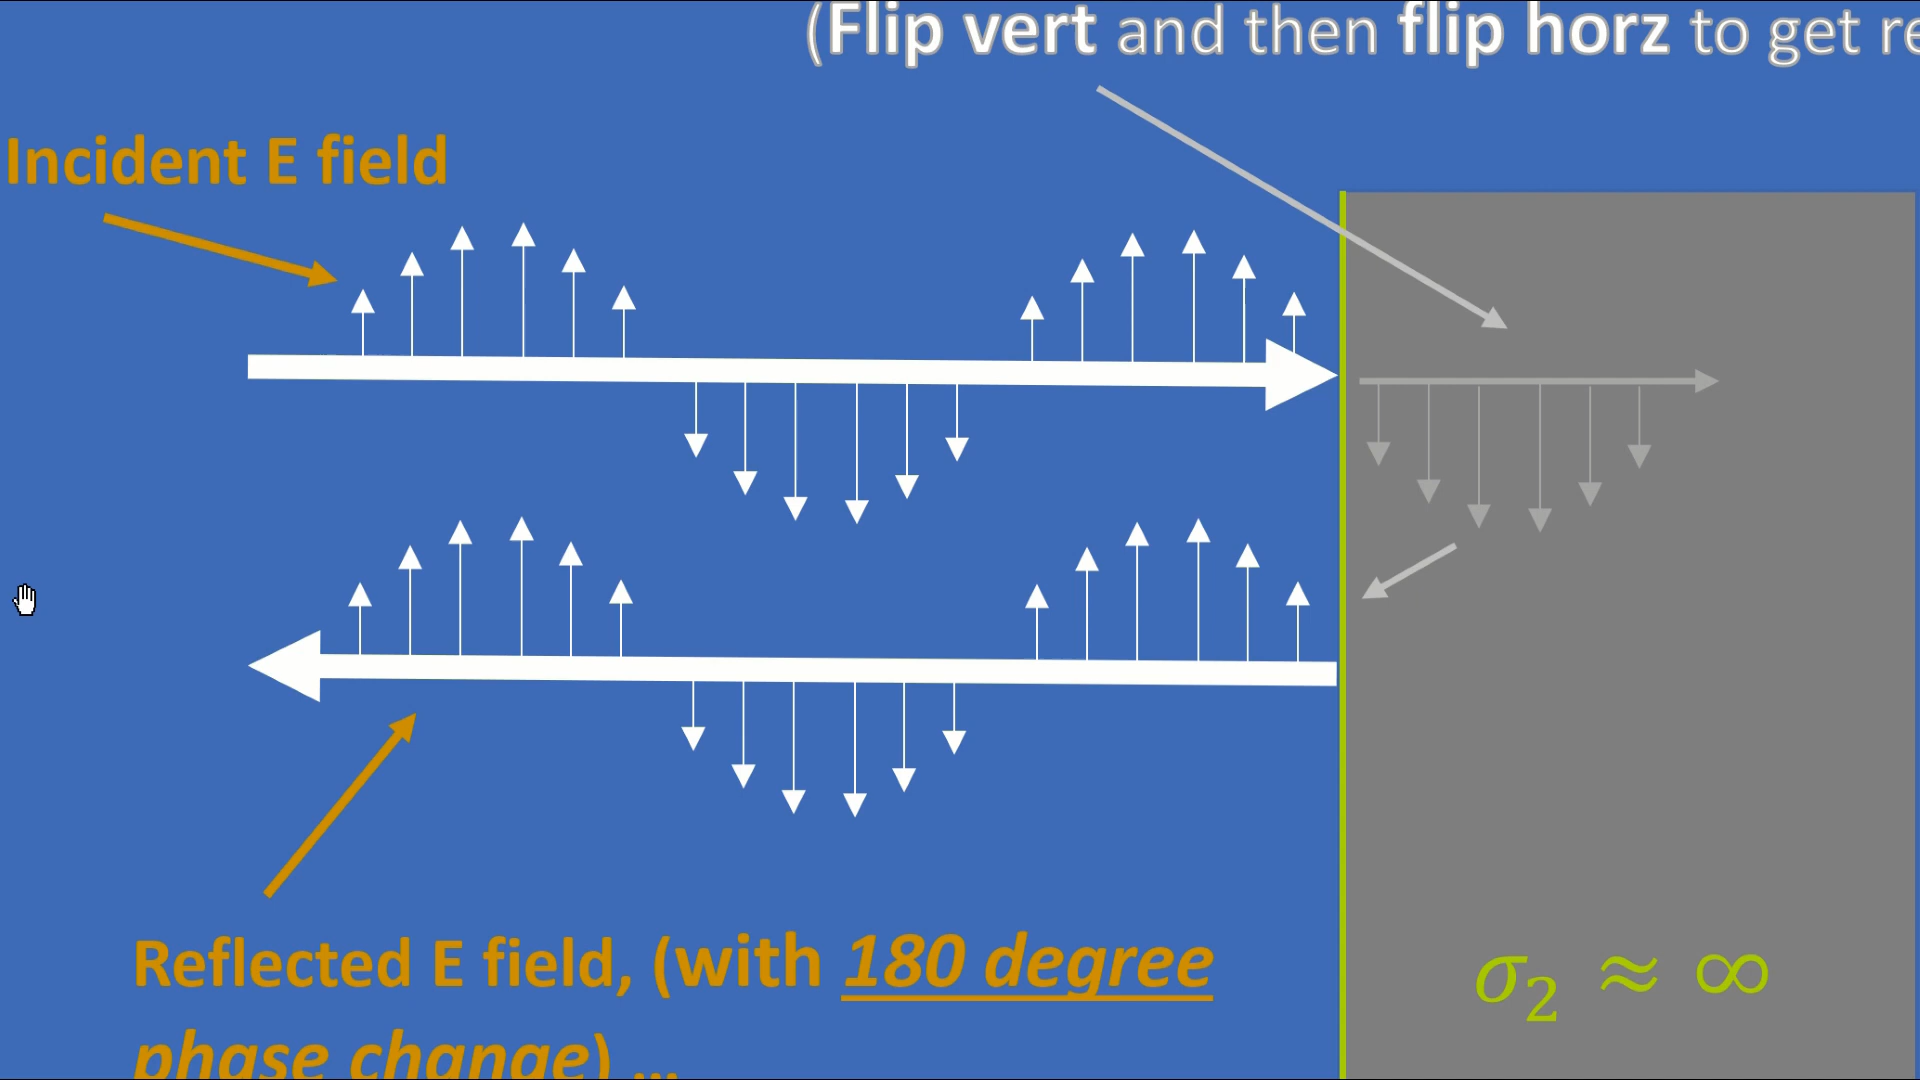 (Flip vert and then flip horz to get re
Incident E field
Reflected E field, (with 180 degree
phase change) ...
σ₂ ≈ ∞